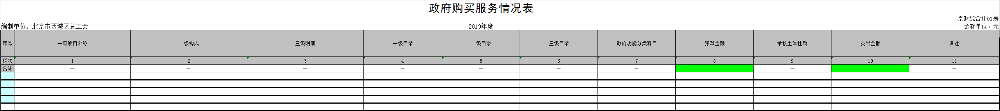 政府购买服务情况表
京财综合补01表
编制单位：北京市西城区总工会 2019年度 金额单位：元
序号 一级项目名称 二级构成 三级明细 一级目录 二级目录 三级目录 政府功能分类科目 预算金额 承接主体性质 支出金额 备注
栏次 1 2 3 4 5 6 7 8 9 10 11
合计 — — — — — — — — —